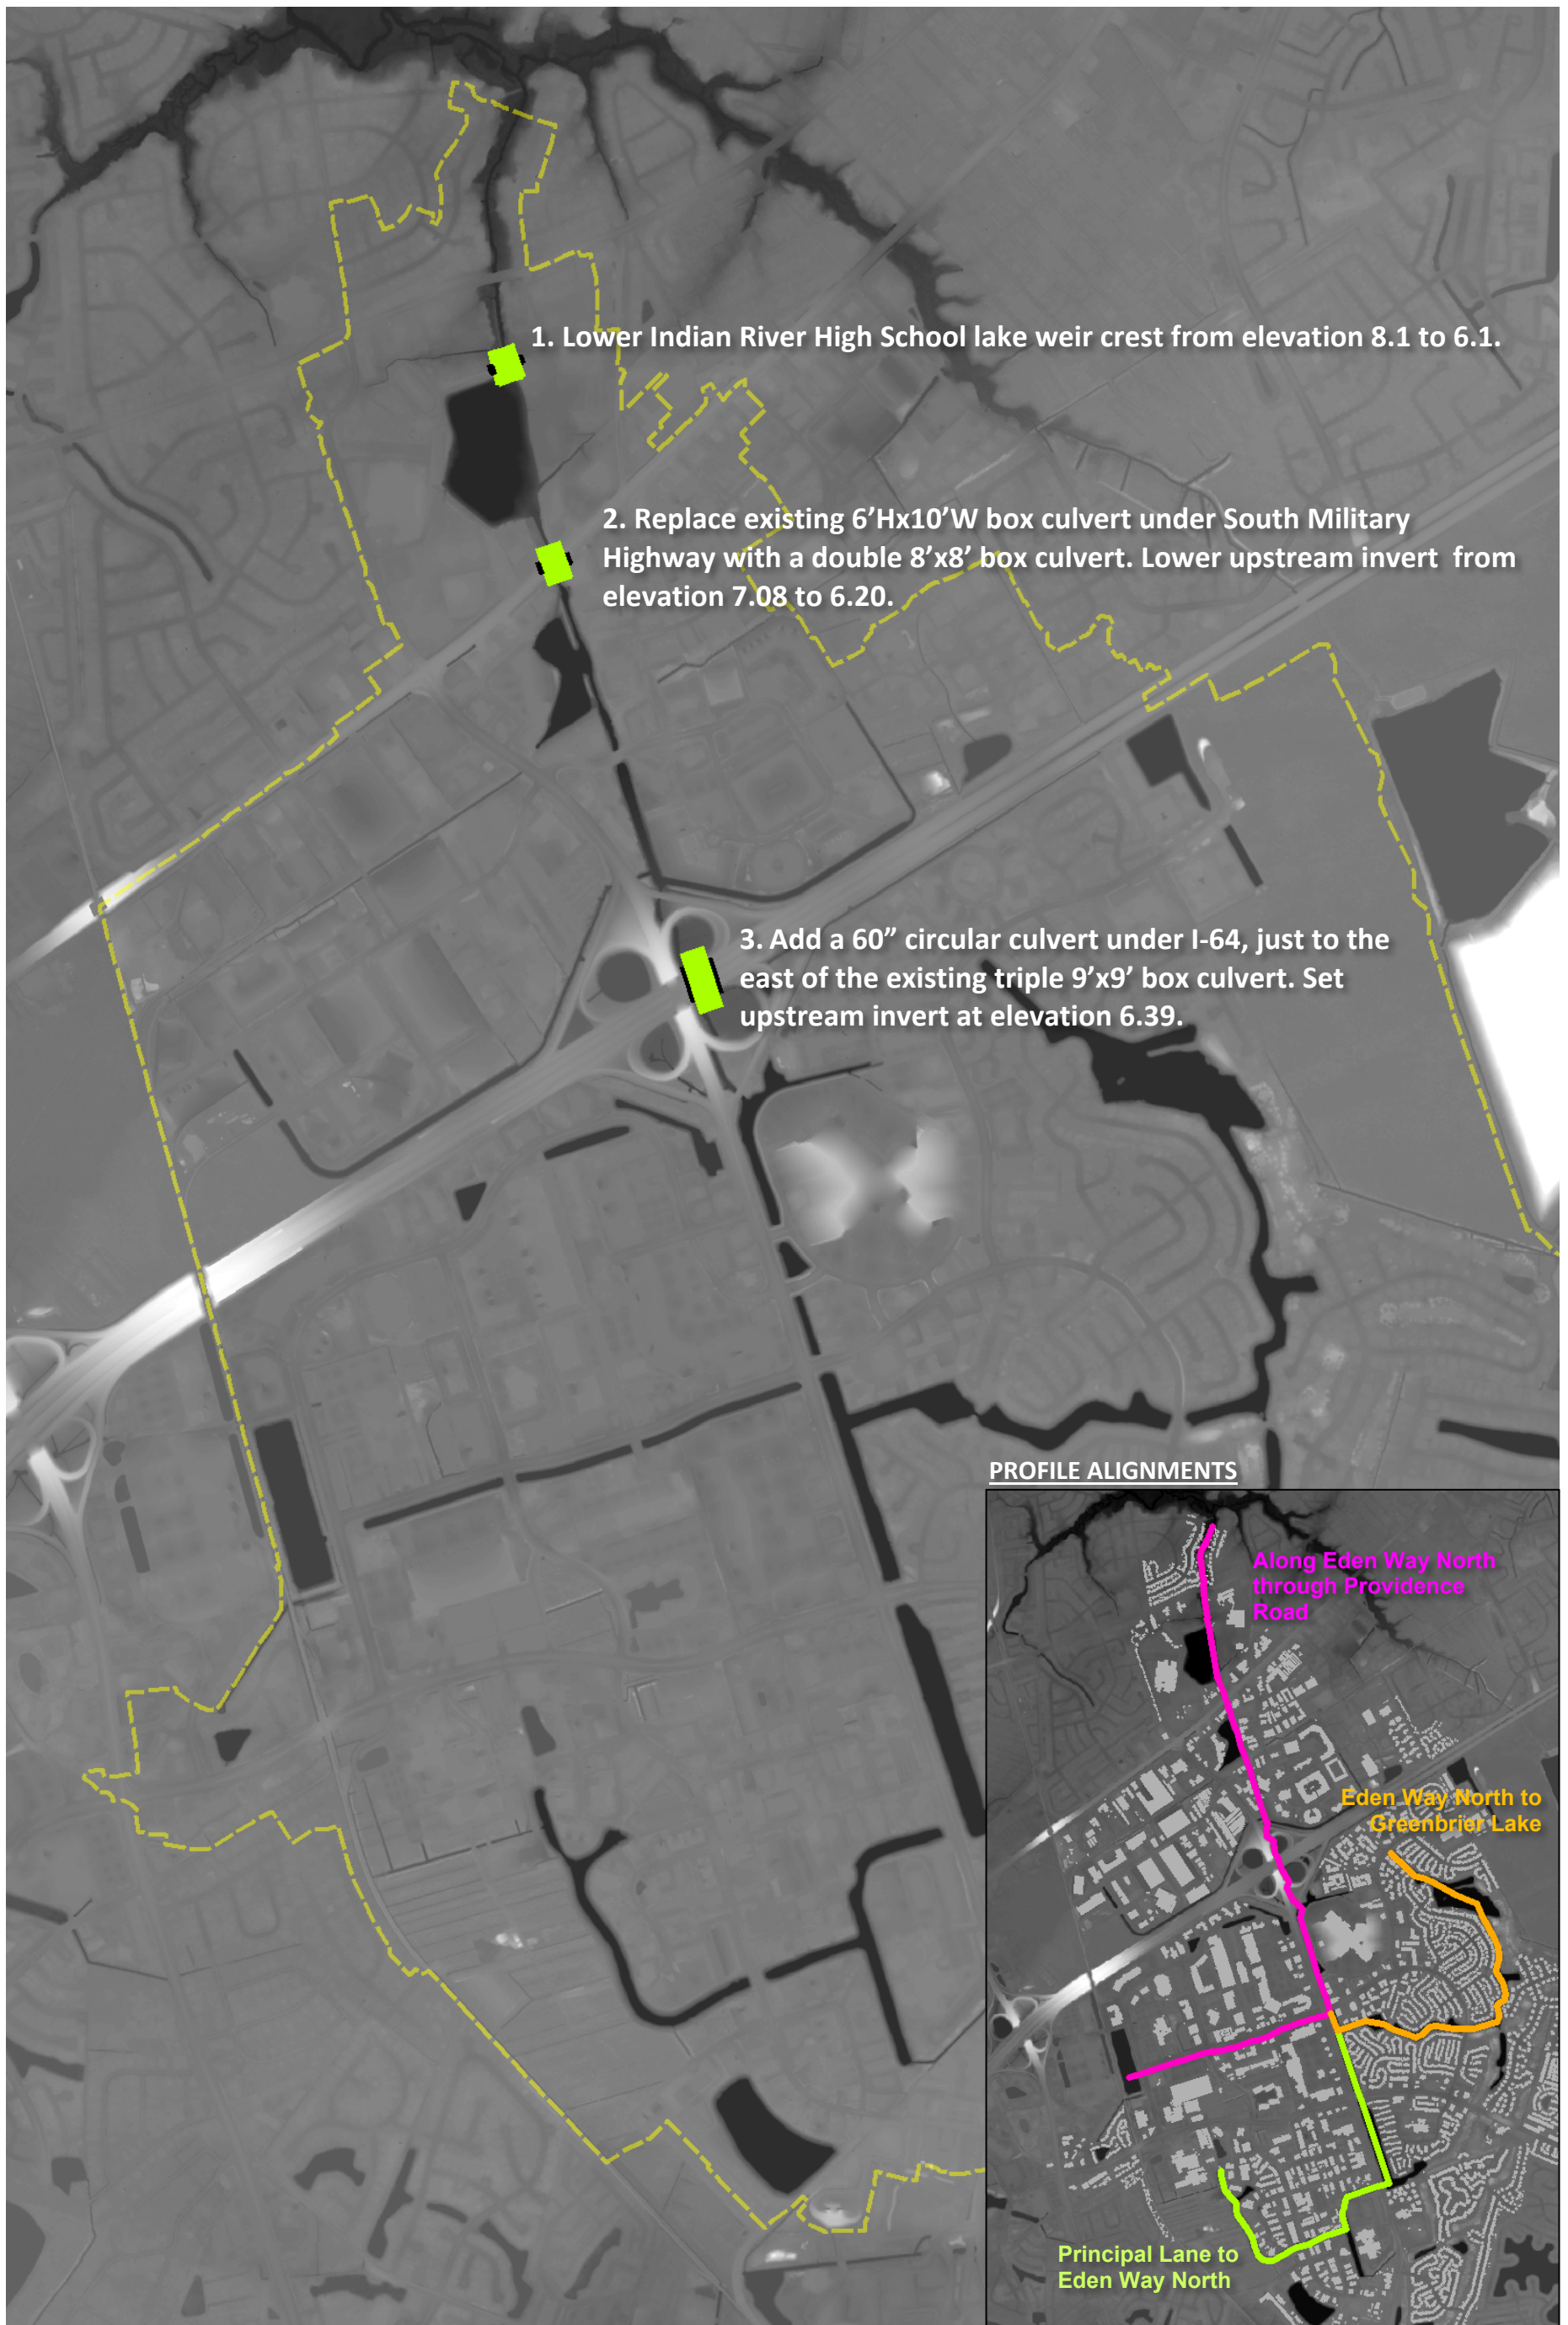 1. Lower Indian River High School lake weir crest from elevation 8.1 to 6.1.
2. Replace existing 6’Hx10’W box culvert under South Military
Highway with a double 8’x8’ box culvert. Lower upstream invert from
elevation 7.08 to 6.20.
3. Add a 60” circular culvert under I-64, just to the
east of the existing triple 9’x9’ box culvert. Set
upstream invert at elevation 6.39.
PROFILE ALIGNMENTS
Along Eden Way North
through Providence
Road
Eden Way North to
Greenbrier Lake
Principal Lane to
Eden Way North